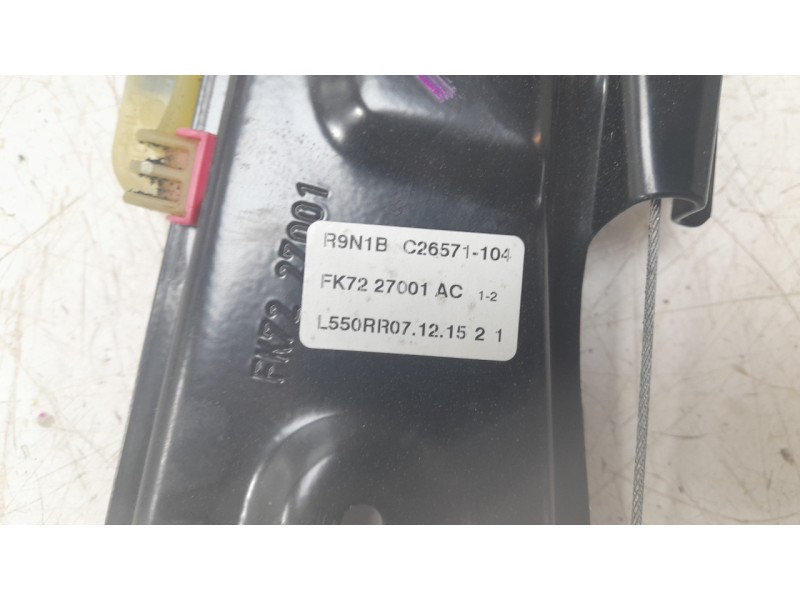 R9N1B C26571-104
FK72 27001 AC 1-2
L550RR07.12.15 2 1
FK72 27001